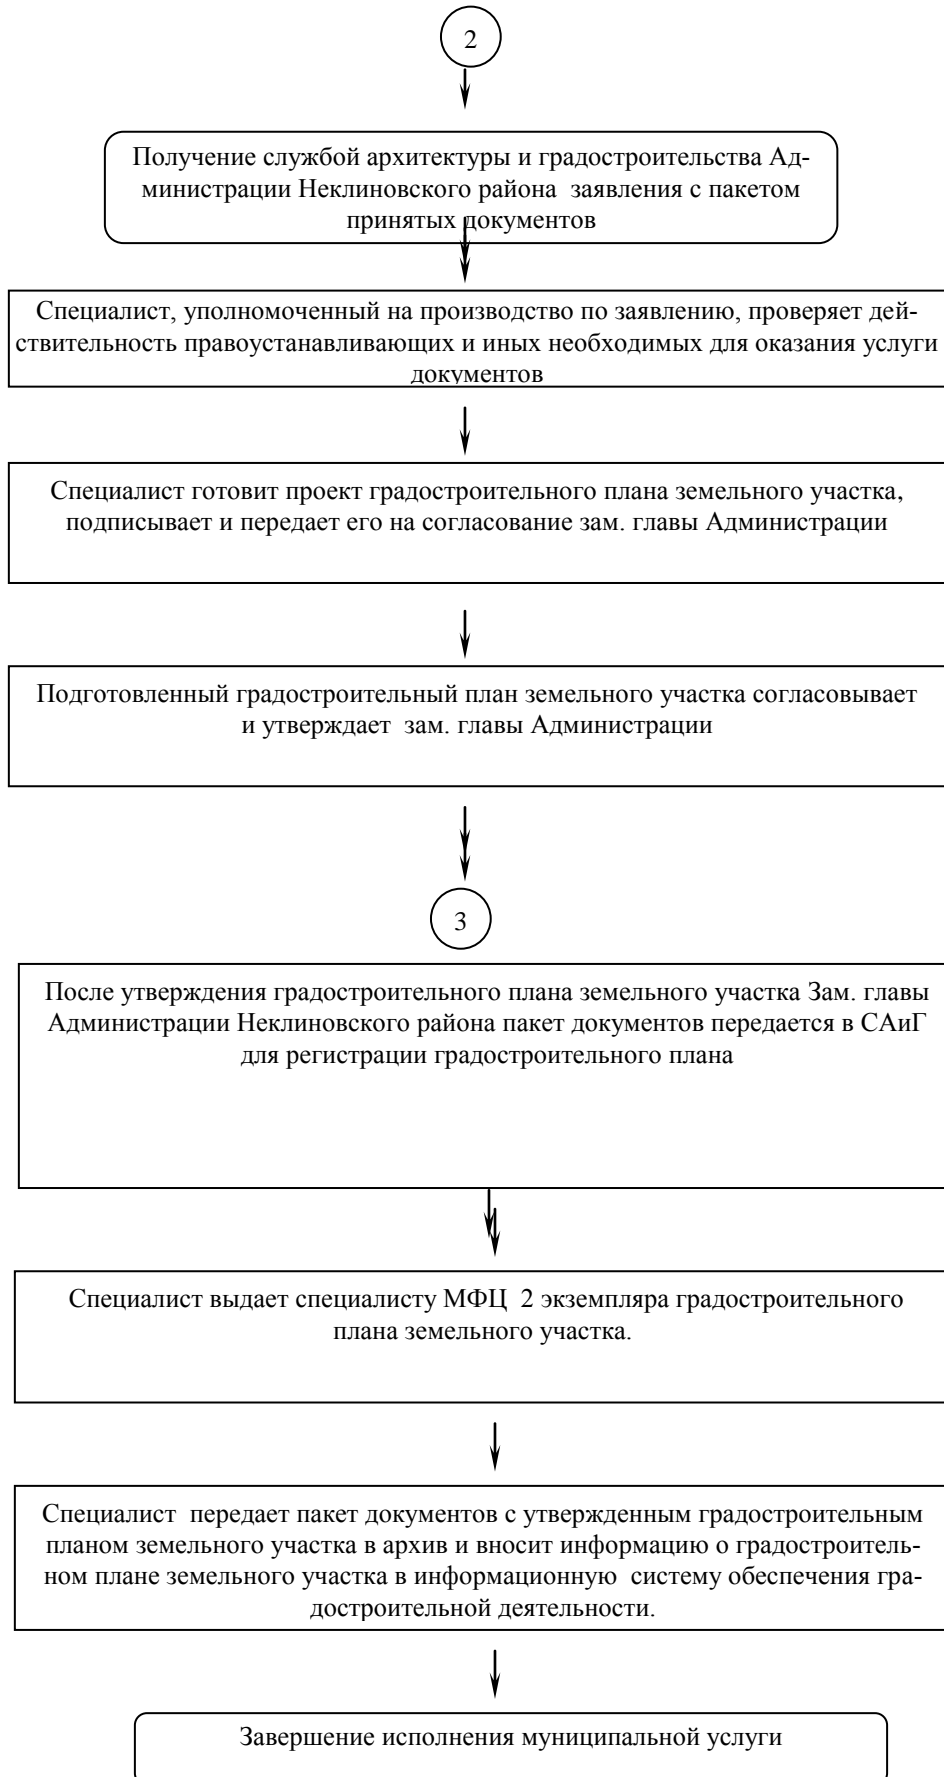 2
Получение службой архитектуры и градостроительства Ад-
министрации Неклиновского района  заявления с пакетом
принятых документов
Специалист, уполномоченный на производство по заявлению, проверяет дей-
ствительность правоустанавливающих и иных необходимых для оказания услуги
документов
Специалист готовит проект градостроительного плана земельного участка,
подписывает и передает его на согласование зам. главы Администрации
Подготовленный градостроительный план земельного участка согласовывает
и утверждает  зам. главы Администрации
3
После утверждения градостроительного плана земельного участка Зам. главы
Администрации Неклиновского района пакет документов передается в САиГ
для регистрации градостроительного плана
Специалист выдает специалисту МФЦ  2 экземпляра градостроительного
плана земельного участка.
Специалист  передает пакет документов с утвержденным градостроительным
планом земельного участка в архив и вносит информацию о градостроитель-
ном плане земельного участка в информационную  систему обеспечения гра-
достроительной деятельности.
Завершение исполнения муниципальной услуги